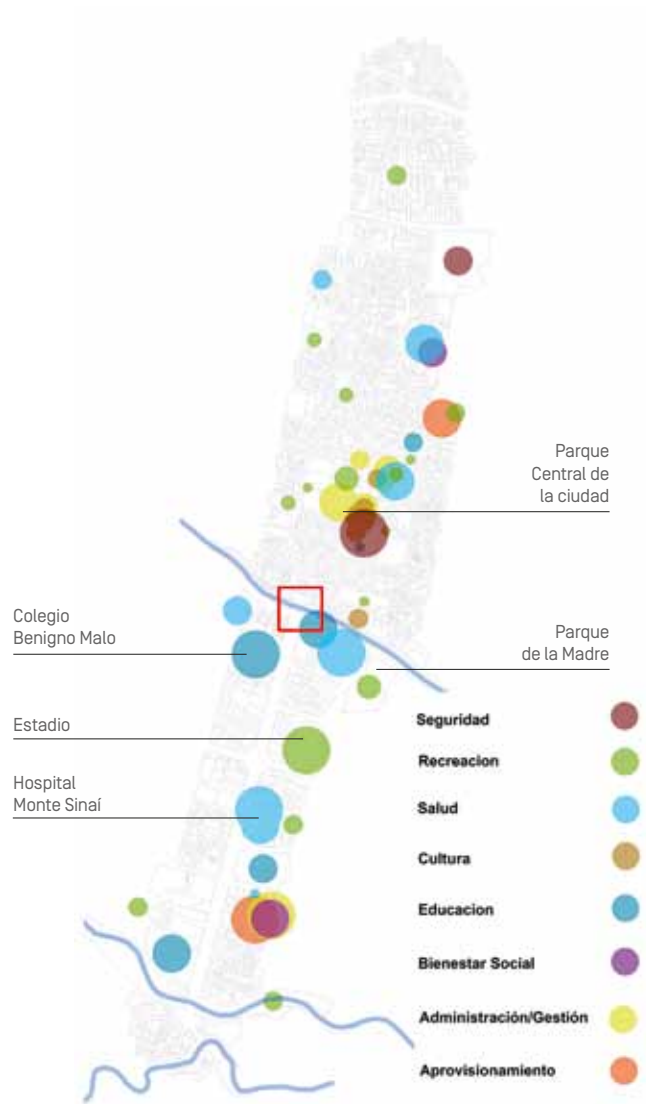 Parque
Central de
la ciudad
Colegio
Benigno Malo
Parque
de la Madre
Estadio
Hospital
Monte Sinaí
Seguridad
Recreacion
Salud
Cultura
Educacion
Bienestar Social
Administración/Gestión
Aprovisionamiento